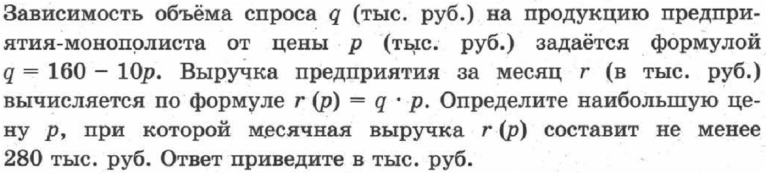 Зависимость объёма спроса q (тыс. руб.) на продукцию предпри-
ятия-монополиста от цены p (тыс. руб.) задаётся формулой
q = 160 − 10p. Выручка предприятия за месяц r (в тыс. руб.)
вычисляется по формуле r (p) = q · p. Определите наибольшую це-
ну p, при которой месячная выручка r (p) составит не менее
280 тыс. руб. Ответ приведите в тыс. руб.